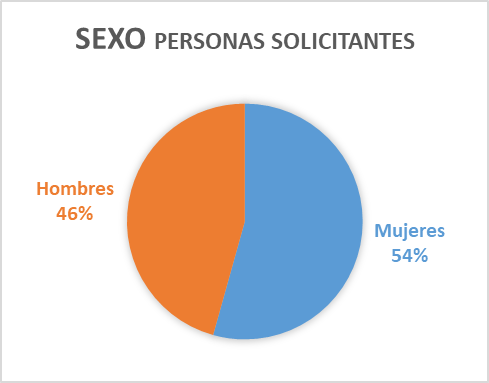 SEXO PERSONAS SOLICITANTES
Hombres
46%
Mujeres
54%